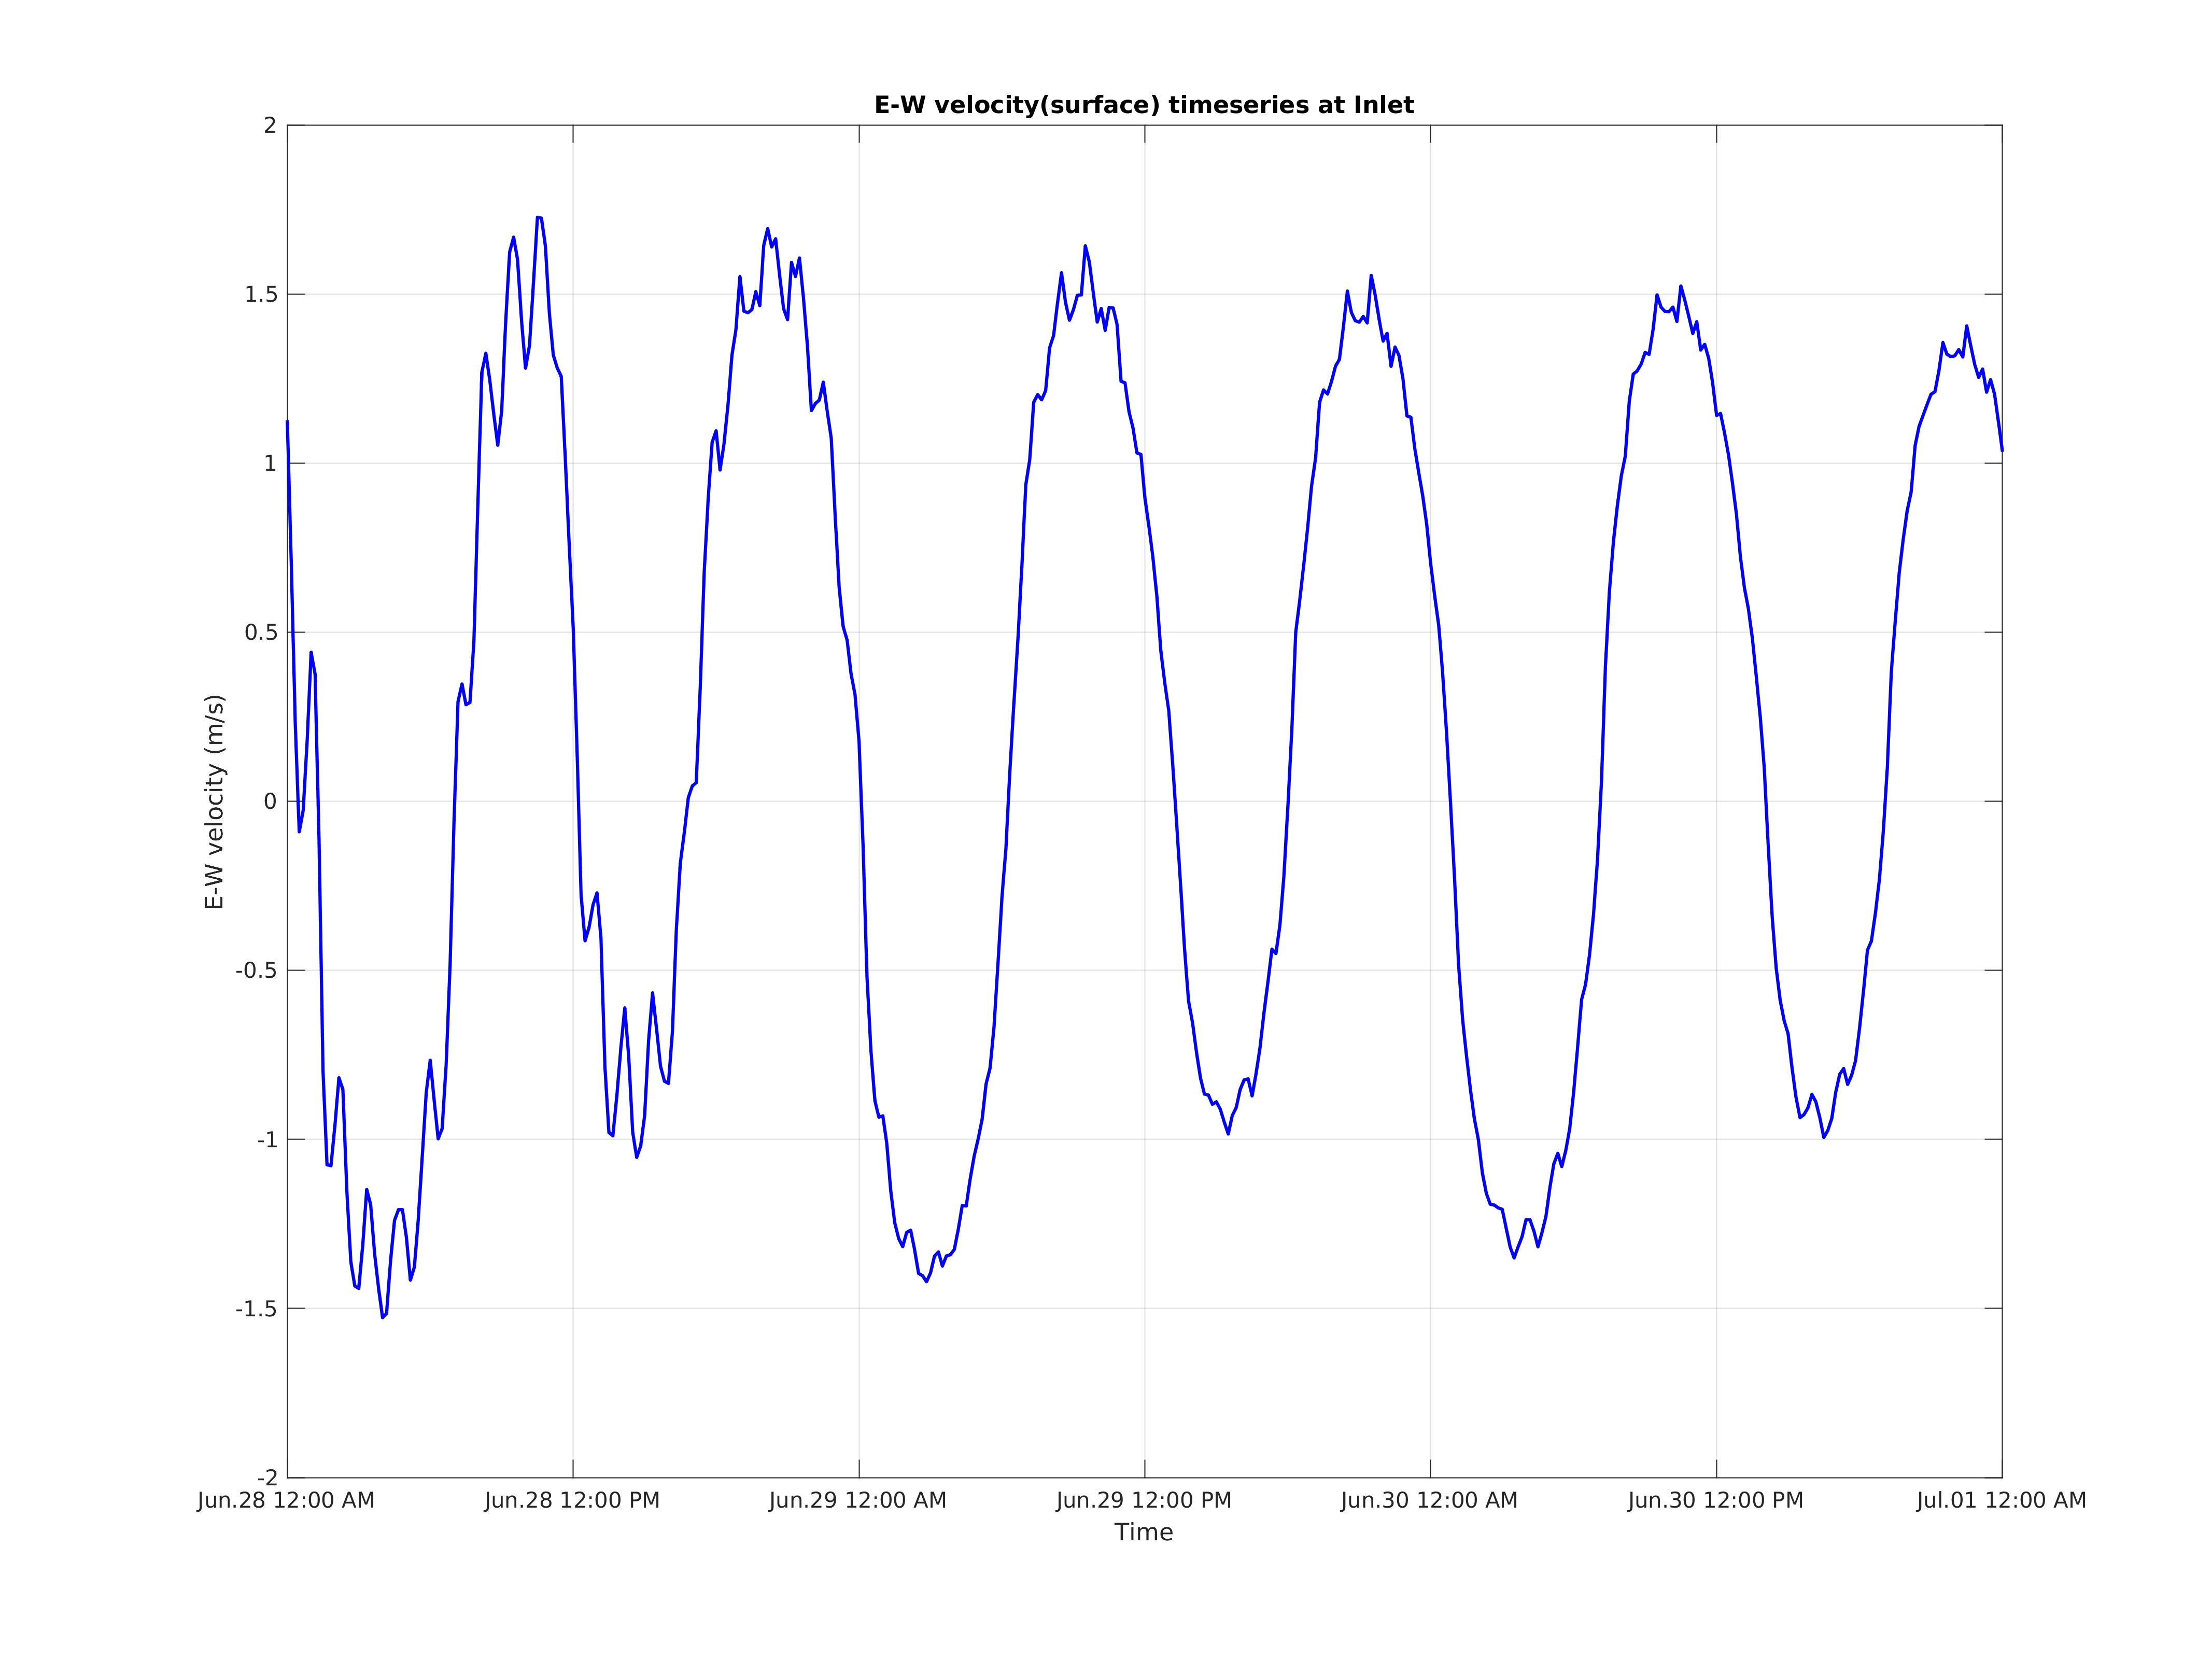 E-W velocity(surface) timeseries at Inlet
2
1.5
1
0.5
0
-0.5
-1
-1.5
-2
E-W velocity (m/s)
Jun.28 12:00 AM
Jun.28 12:00 PM
Jun.29 12:00 AM
Jun.29 12:00 PM
Jun.30 12:00 AM
Jun.30 12:00 PM
Jul.01 12:00 AM
Time